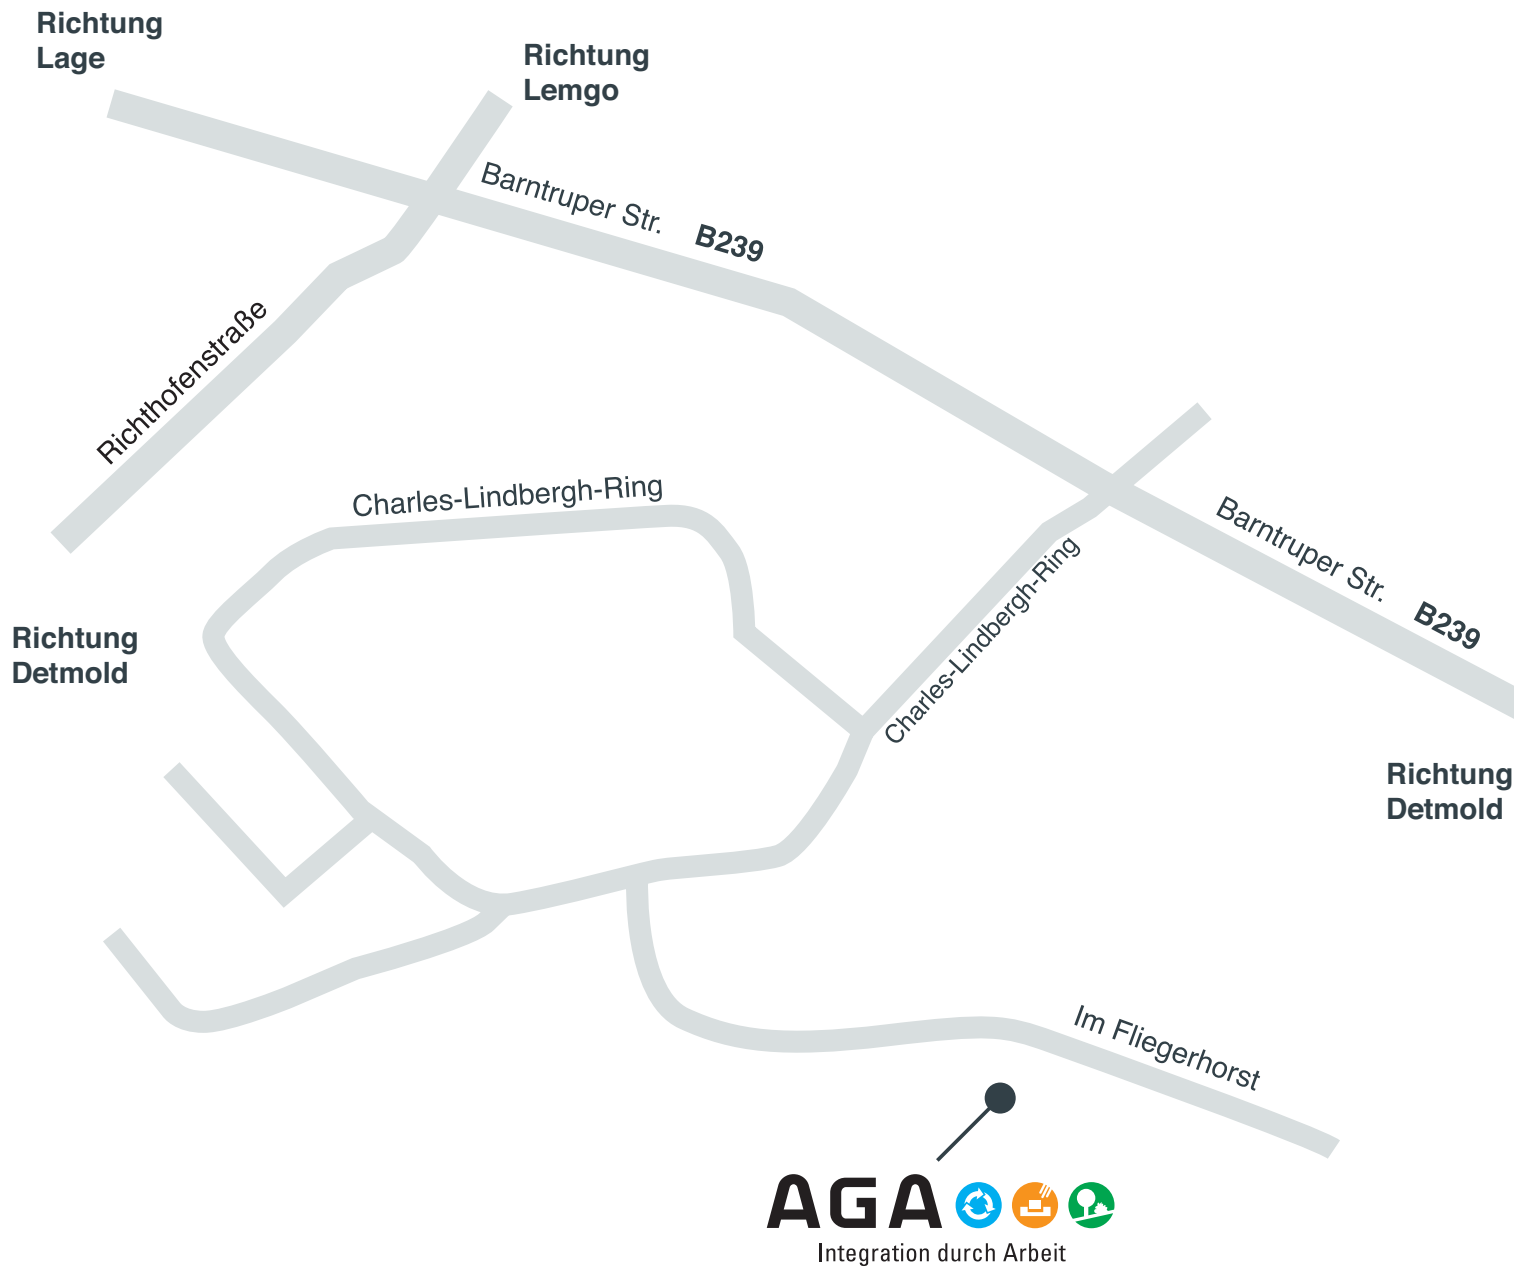 Richtung
Lage
Richtung
Lemgo
Barntruper Str. B239
Richthofenstraße
Charles-Lindbergh-Ring
Barntruper Str. B239
Charles-Lindbergh-Ring
Richtung
Detmold
Richtung
Detmold
Im Fliegerhorst
AGA
Integration durch Arbeit